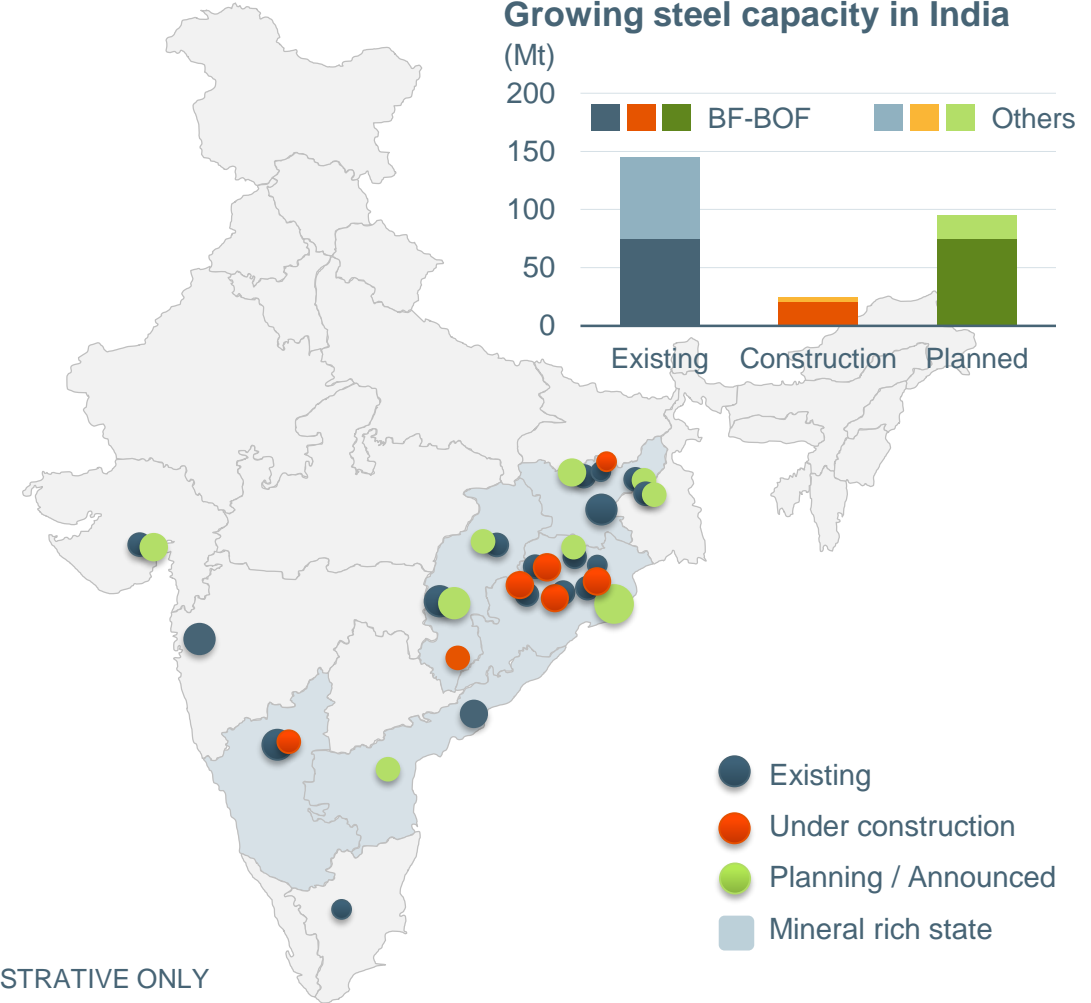 Growing steel capacity in India
(Mt)
200
BF-BOF
Others
150
100
50
0
Existing
Construction
Planned
Existing
Under construction
Planning / Announced
Mineral rich state
STRATIVE ONLY